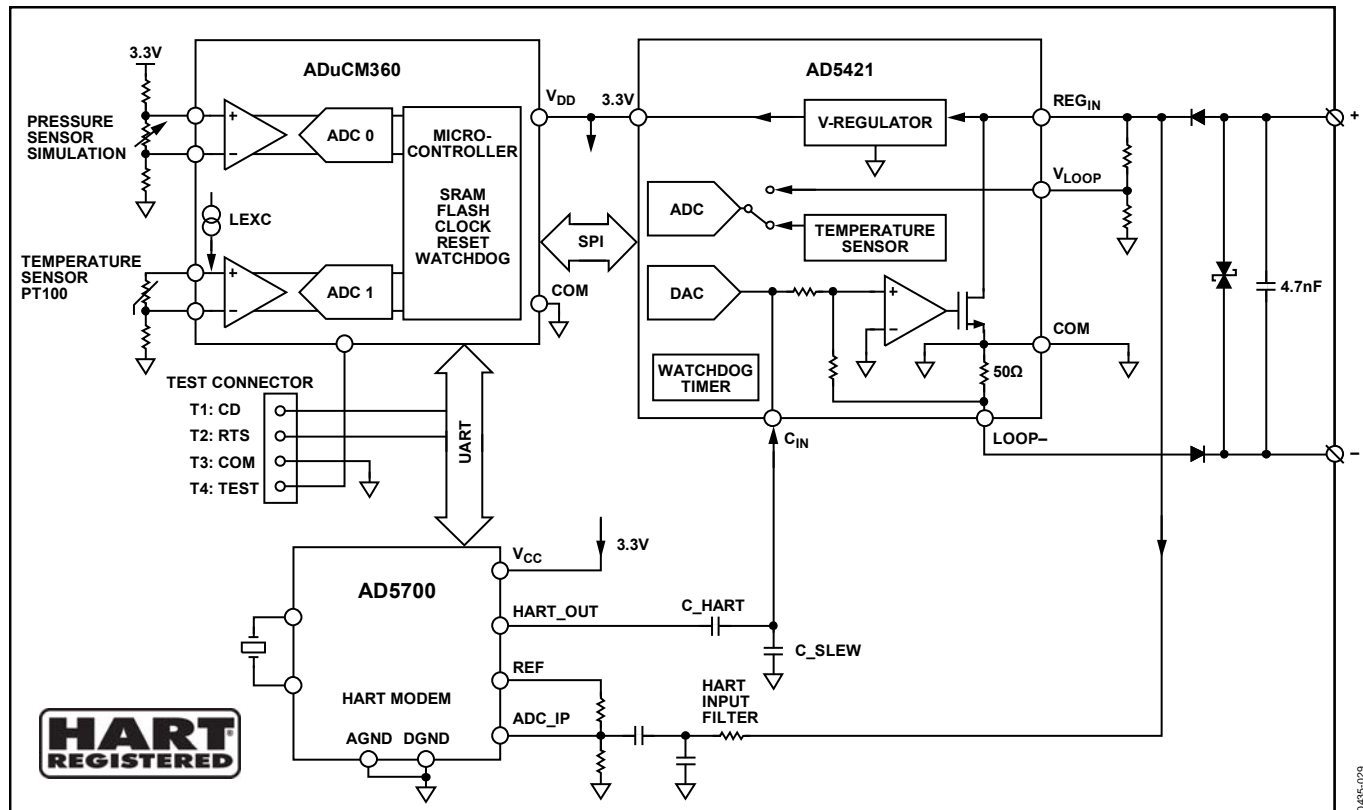 3.3V
ADuCM360
PRESSURE
SENSOR
SIMULATION
+
−
ADC 0
MICRO-
CONTROLLER
SRAM
FLASH
CLOCK
RESET
WATCHDOG
LEXC
TEMPERATURE
SENSOR
PT100
+
−
ADC 1
VDD
3.3V
COM
SPI
AD5421
V-REGULATOR
REGIN
VLOOP
ADC
TEMPERATURE
SENSOR
DAC
+
−
COM
WATCHDOG
TIMER
50Ω
CIN
LOOP−
+
4.7nF
−
TEST CONNECTOR
T1: CD
T2: RTS
T3: COM
T4: TEST
UART
AD5700
VCC
3.3V
HART_OUT
C_HART
C_SLEW
REF
HART
INPUT
FILTER
HART MODEM
ADC_IP
AGND DGND
HART®
REGISTERED